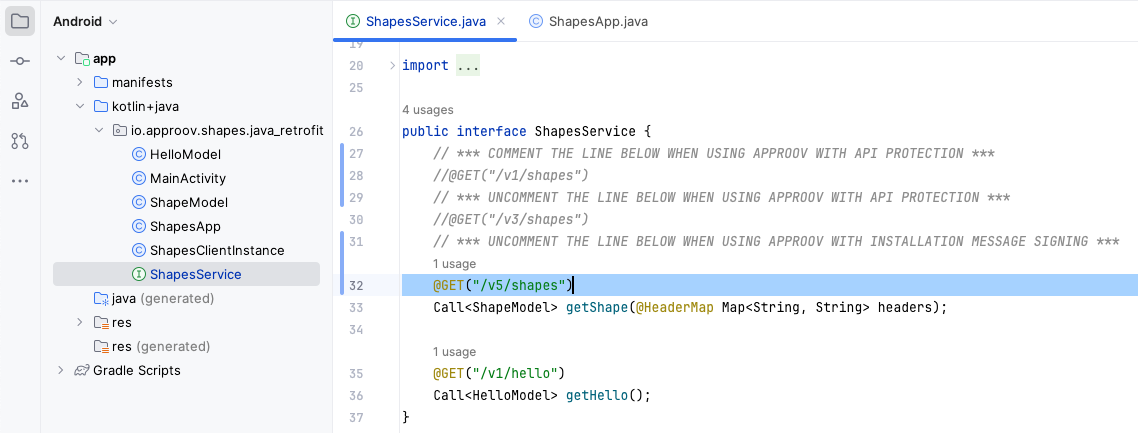 Android
app
manifests
kotlin+java
io.approov.shapes.java_retrofit
HelloModel
MainActivity
ShapeModel
ShapesApp
ShapesClientInstance
ShapesService
java (generated)
res
res (generated)
Gradle Scripts
ShapesService.java
ShapesApp.java
19
20 import ...
25
4 usages
26 public interface ShapesService {
27 // *** COMMENT THE LINE BELOW WHEN USING APPROOV WITH API PROTECTION ***
28 //@GET("/v1/shapes")
29 // *** UNCOMMENT THE LINE BELOW WHEN USING APPROOV WITH API PROTECTION ***
30 //@GET("/v3/shapes")
31 // *** UNCOMMENT THE LINE BELOW WHEN USING APPROOV WITH INSTALLATION MESSAGE SIGNING ***
1 usage
32 @GET("/v5/shapes")
33 Call<ShapeModel> getShape(@HeaderMap Map<String, String> headers);
34
1 usage
35 @GET("/v1/hello")
36 Call<HelloModel> getHello();
37 }